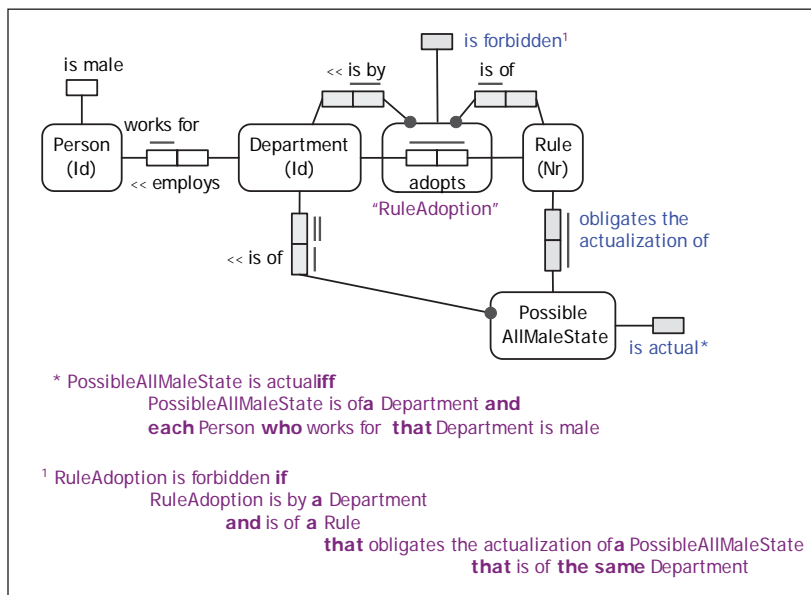 is forbidden¹
is male
<< is by
is of
works for
Person
(Id)
Department
(Id)
Rule
(Nr)
<< employs
adopts
"RuleAdoption"
obligates the
actualization of
<< is of
Possible
AllMaleState
is actual*
* PossibleAllMaleState is actualiff
PossibleAllMaleState is ofa Department and
each Person who works for that Department is male
¹ RuleAdoption is forbidden if
RuleAdoption is by a Department
and is of a Rule
that obligates the actualization ofa PossibleAllMaleState
that is of the same Department